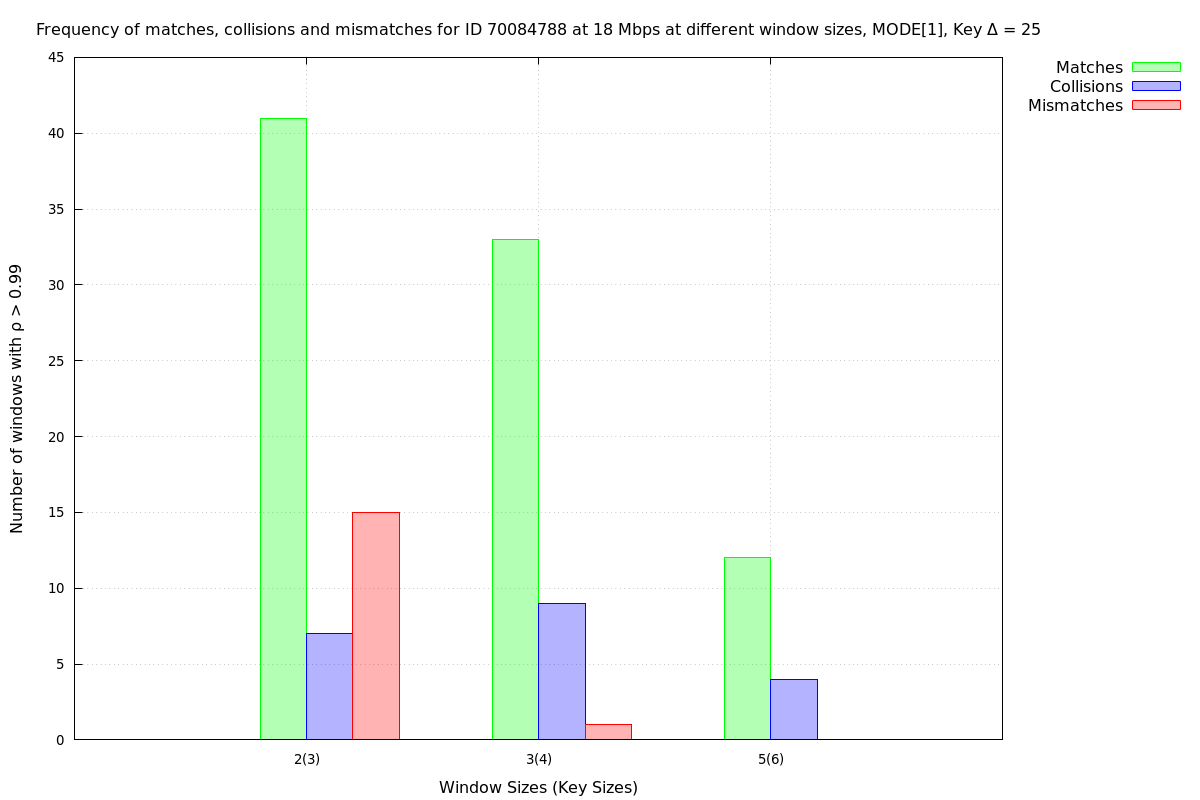 Frequency of matches, collisions and mismatches for ID 70084788 at 18 Mbps at different window sizes, MODE[1], Key Δ = 25
Matches
Collisions
Mismatches
45
40
35
30
25
20
15
10
5
0
Number of windows with ρ > 0.99
2(3) 3(4) 5(6)
Window Sizes (Key Sizes)